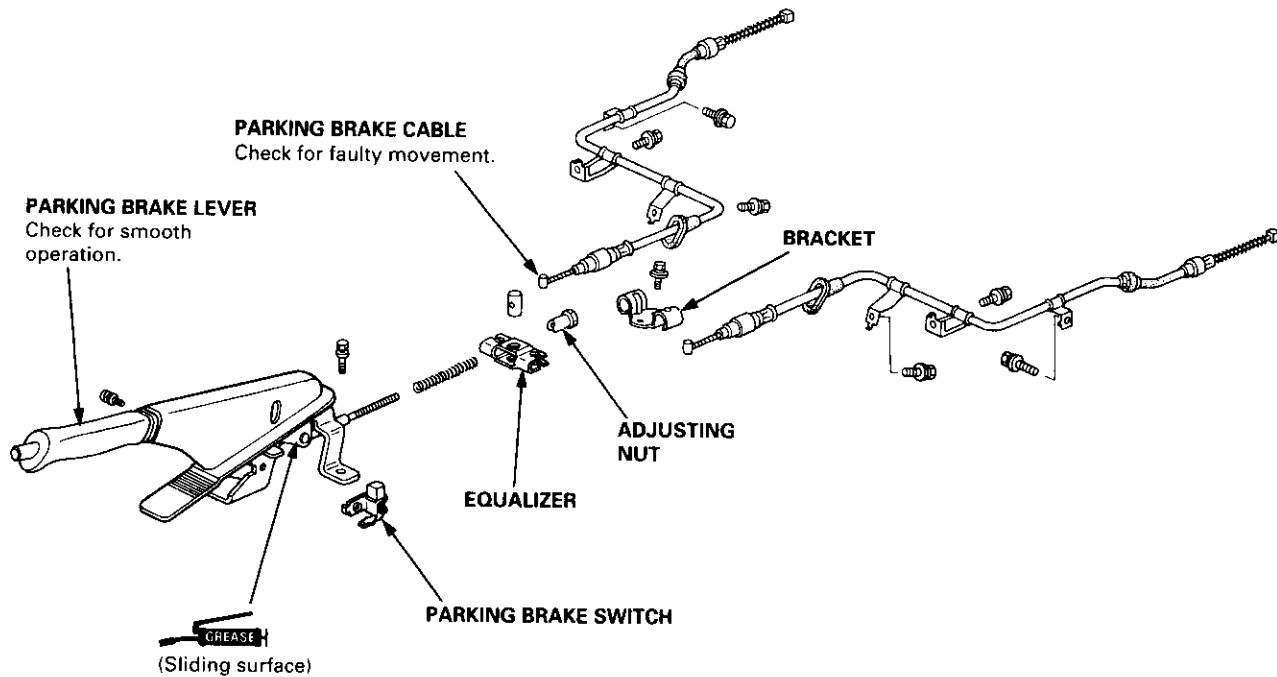 PARKING BRAKE CABLE
Check for faulty movement.
PARKING BRAKE LEVER
Check for smooth
operation.
BRACKET
ADJUSTING
NUT
EQUALIZER
PARKING BRAKE SWITCH
GREASE
(Sliding surface)